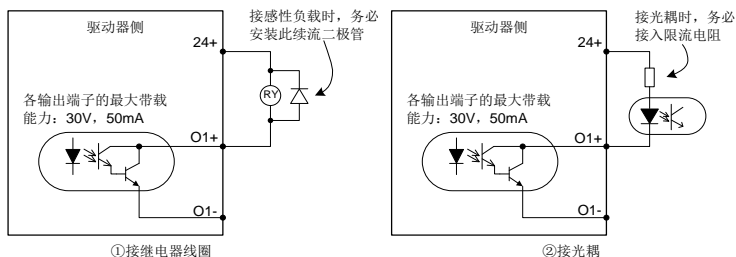 驱动器侧
24+
接感性负载时，务必
安装此续流二极管
RY
各输出端子的最大带载
能力：30V，50mA
O1+
O1-
①接继电器线圈
驱动器侧
24+
接光耦时，务必
接入限流电阻
各输出端子的最大带载
能力：30V，50mA
O1+
O1-
②接光耦